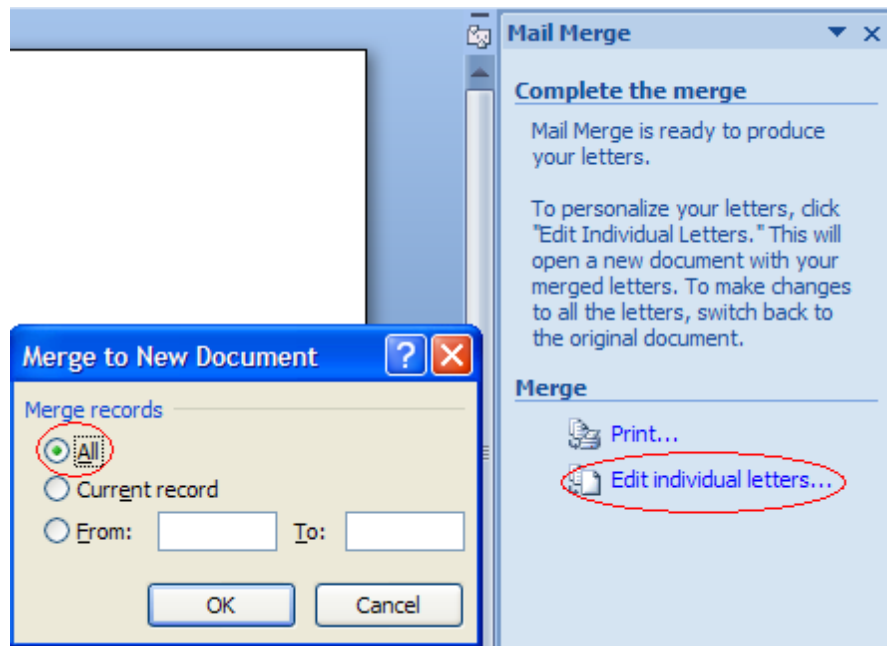 Mail Merge
Complete the merge
Mail Merge is ready to produce
your letters.
To personalize your letters, click
"Edit Individual Letters." This will
open a new document with your
merged letters. To make changes
to all the letters, switch back to
the original document.
Merge
Print...
Edit individual letters...
Merge to New Document
Merge records
All
Current record
From: To:
OK Cancel